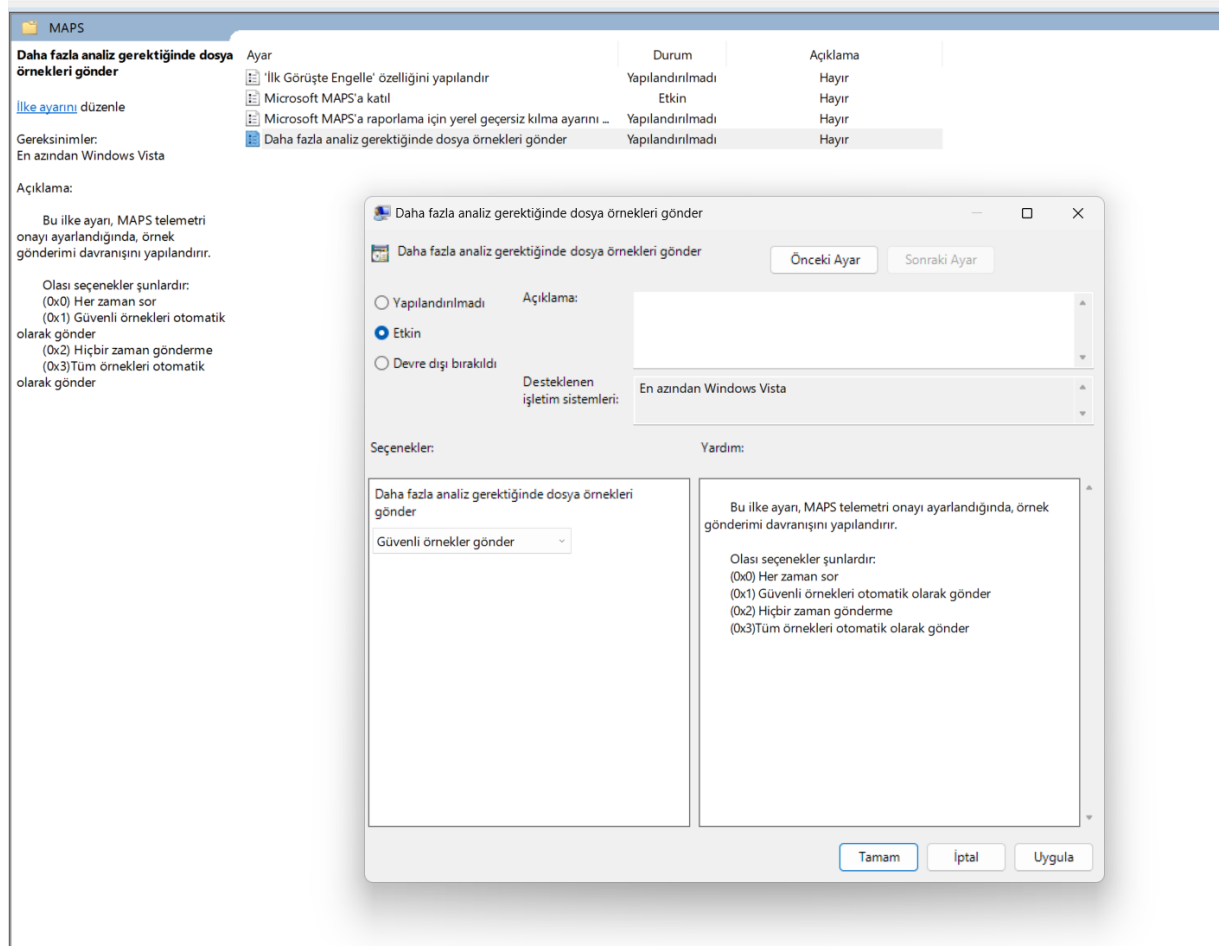 MAPS
Daha fazla analiz gerektiğinde dosya
örnekleri gönder
İlke ayarını düzenle
Gereksinimler:
En azından Windows Vista
Açıklama:
Bu ilke ayarı, MAPS telemetri
onayı ayarlandığında, örnek
gönderimi davranışını yapılandırır.
Olası seçenekler şunlardır:
(0x0) Her zaman sor
(0x1) Güvenli örnekleri otomatik
olarak gönder
(0x2) Hiçbir zaman gönderme
(0x3)Tüm örnekleri otomatik
olarak gönder
Ayar Durum Açıklama
'İlk Görüşte Engelle' özelliğini yapılandır Yapılandırılmadı Hayır
Microsoft MAPS'a katıl Etkin Hayır
Microsoft MAPS'a raporlama için yerel geçersiz kılma ayarını ... Yapılandırılmadı Hayır
Daha fazla analiz gerektiğinde dosya örnekleri gönder Yapılandırılmadı Hayır
Daha fazla analiz gerektiğinde dosya örnekleri gönder
Daha fazla analiz gerektiğinde dosya örnekleri gönder
Önceki Ayar Sonraki Ayar
Yapılandırılmadı
Etkin
Devre dışı bırakıldı
Açıklama:
Desteklenen
işletim sistemleri:
En azından Windows Vista
Seçenekler: Yardım:
Daha fazla analiz gerektiğinde dosya örnekleri
gönder
Güvenli örnekler gönder
Bu ilke ayarı, MAPS telemetri onayı ayarlandığında, örnek
gönderimi davranışını yapılandırır.
Olası seçenekler şunlardır:
(0x0) Her zaman sor
(0x1) Güvenli örnekleri otomatik olarak gönder
(0x2) Hiçbir zaman gönderme
(0x3)Tüm örnekleri otomatik olarak gönder
Tamam İptal Uygula